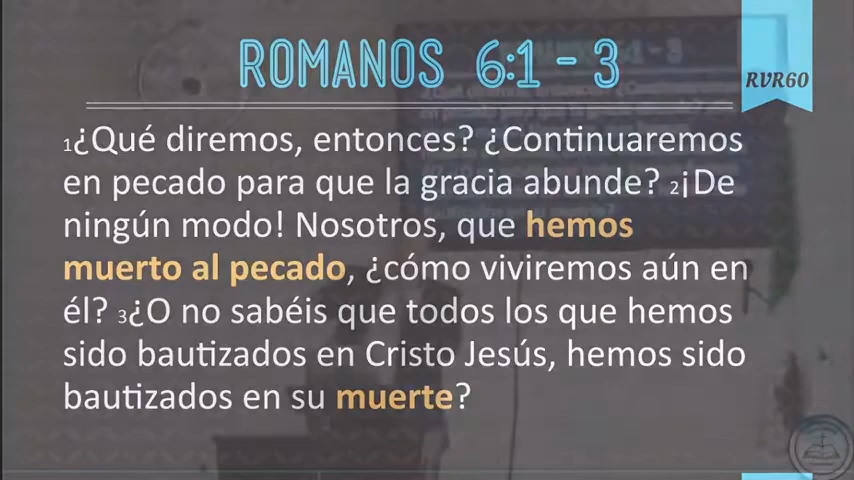 ROMANOS 6:1 - 3
RVR60
1¿Qué diremos, entonces? ¿Continuaremos
en pecado para que la gracia abunde? 2¡De
ningún modo! Nosotros, que hemos
muerto al pecado, ¿cómo viviremos aún en
él? 3¿O no sabéis que todos los que hemos
sido bautizados en Cristo Jesús, hemos sido
bautizados en su muerte?